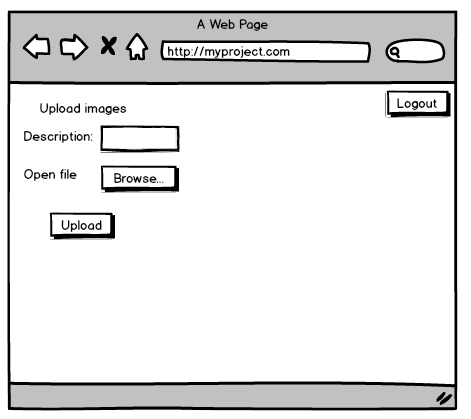 A Web Page
http://myproject.com
Logout
Upload images
Description:
Open file
Browse...
Upload